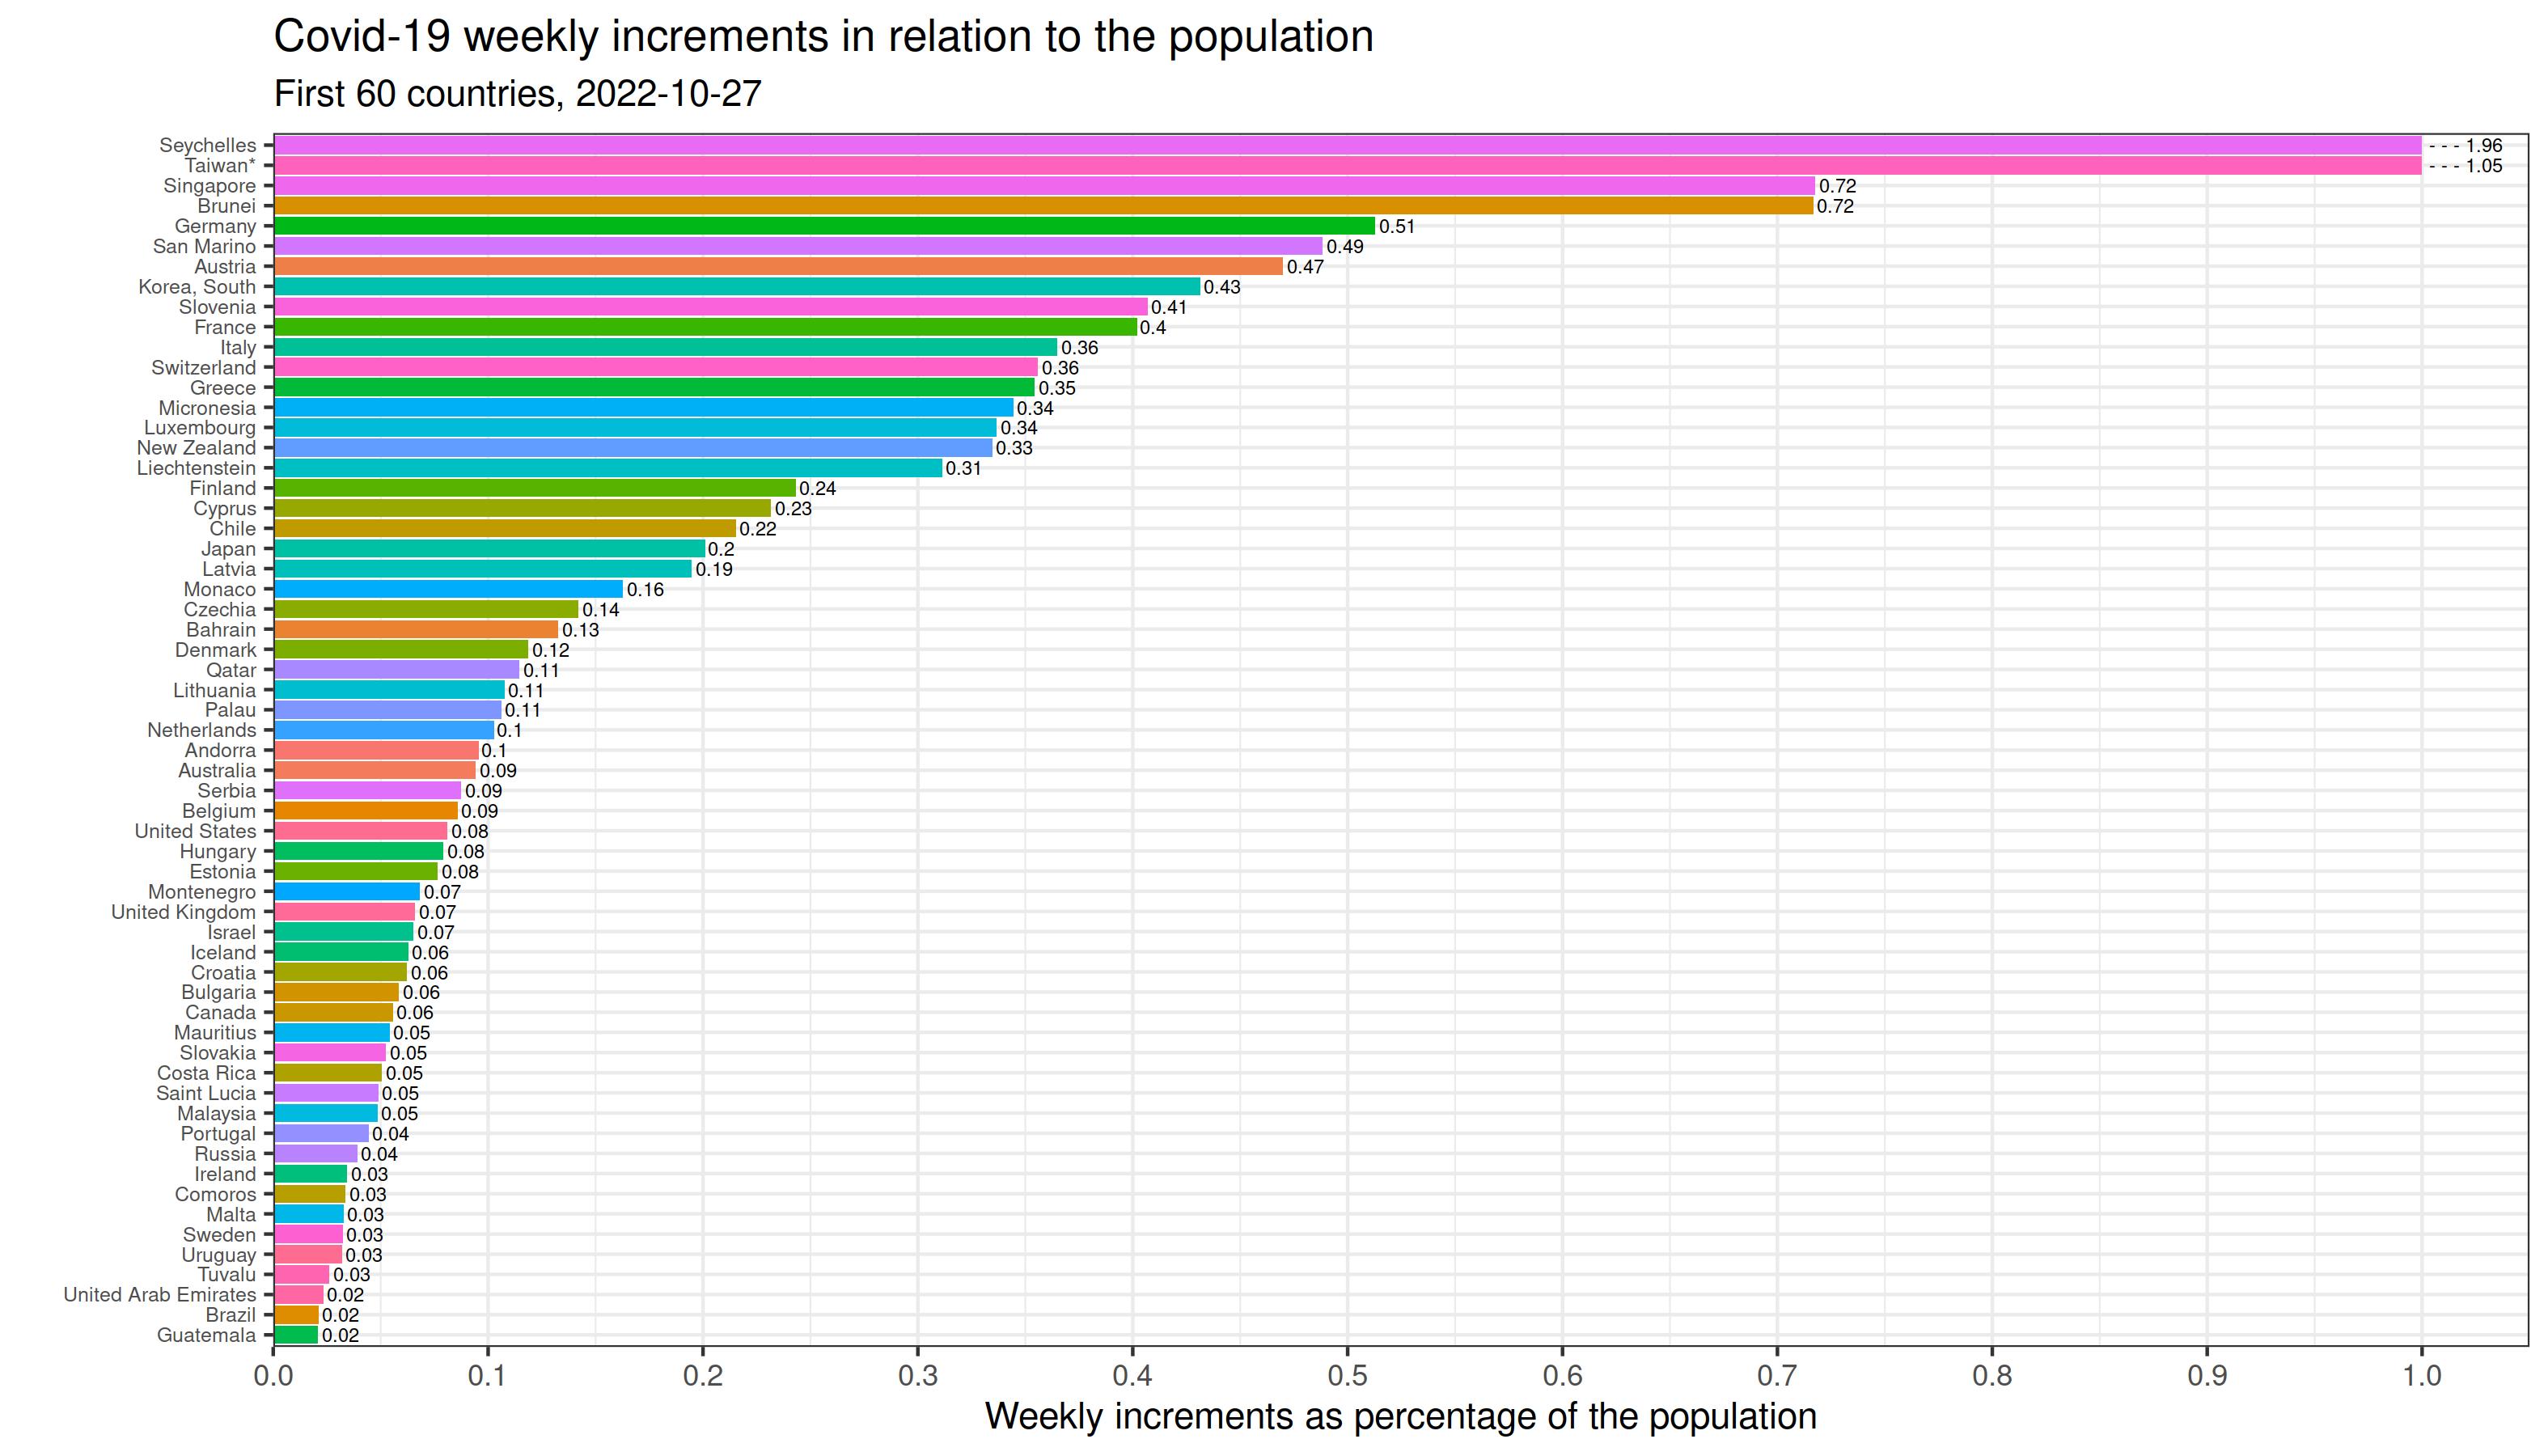 Covid-19 weekly increments in relation to the population
First 60 countries, 2022-10-27
Seychelles - - - 1.96
Taiwan* - - - 1.05
Singapore 0.72
Brunei 0.72
Germany 0.51
San Marino 0.49
Austria 0.47
Korea, South 0.43
Slovenia 0.41
France 0.4
Italy 0.36
Switzerland 0.36
Greece 0.35
Micronesia 0.34
Luxembourg 0.34
New Zealand 0.33
Liechtenstein 0.31
Finland 0.24
Cyprus 0.23
Chile 0.22
Japan 0.2
Latvia 0.19
Monaco 0.16
Czechia 0.14
Bahrain 0.13
Denmark 0.12
Qatar 0.11
Lithuania 0.11
Palau 0.11
Netherlands 0.1
Andorra 0.1
Australia 0.09
Serbia 0.09
Belgium 0.09
United States 0.08
Hungary 0.08
Estonia 0.08
Montenegro 0.07
United Kingdom 0.07
Israel 0.07
Iceland 0.06
Croatia 0.06
Bulgaria 0.06
Canada 0.06
Mauritius 0.05
Slovakia 0.05
Costa Rica 0.05
Saint Lucia 0.05
Malaysia 0.05
Portugal 0.04
Russia 0.04
Ireland 0.03
Comoros 0.03
Malta 0.03
Sweden 0.03
Uruguay 0.03
Tuvalu 0.03
United Arab Emirates 0.02
Brazil 0.02
Guatemala 0.02
0.0 0.1 0.2 0.3 0.4 0.5 0.6 0.7 0.8 0.9 1.0
Weekly increments as percentage of the population